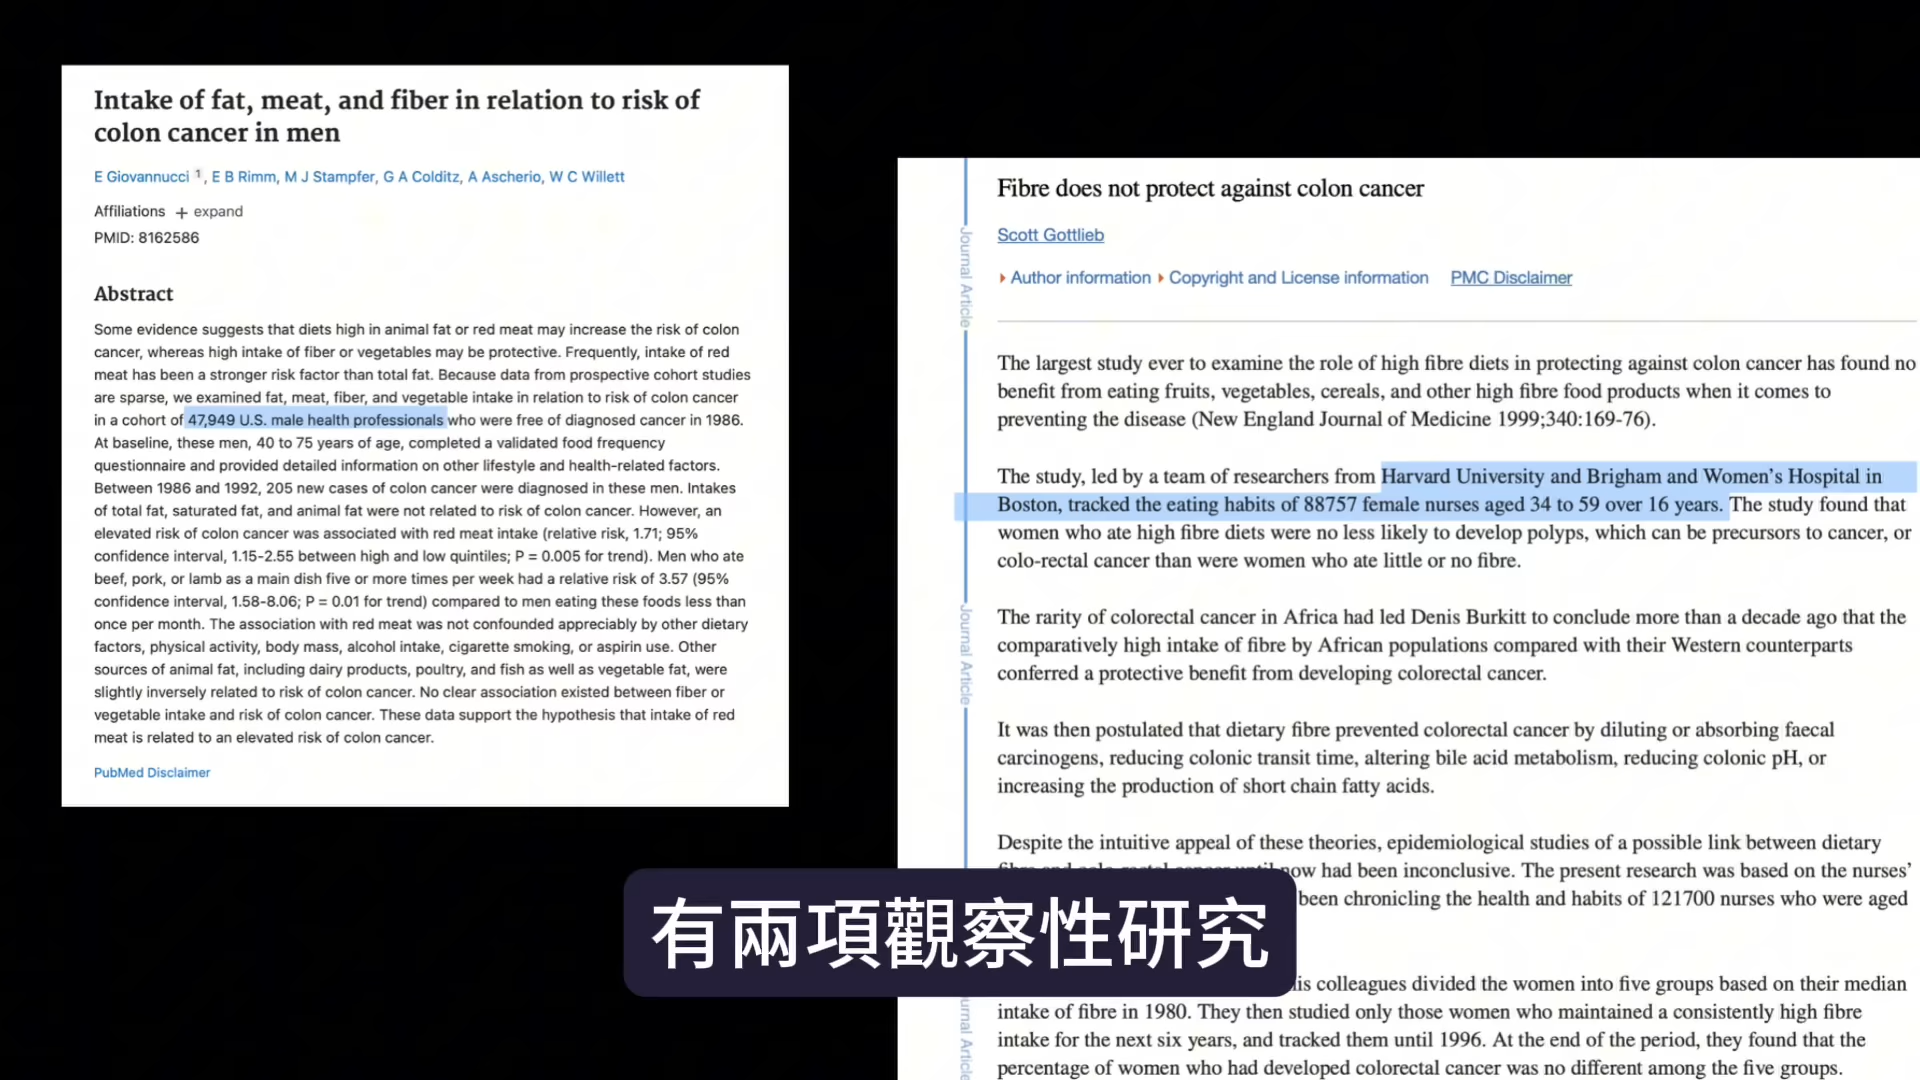 Intake of fat, meat, and fiber in relation to risk of
colon cancer in men
E Giovannucci 1, E B Rimm, M J Stampfer, G A Colditz, A Ascherio, W C Willett
Affiliations + expand
PMID: 8162586
Abstract
Some evidence suggests that diets high in animal fat or red meat may increase the risk of colon
cancer, whereas high intake of fiber or vegetables may be protective. Frequently, intake of red
meat has been a stronger risk factor than total fat. Because data from prospective cohort studies
are sparse, we examined fat, meat, fiber, and vegetable intake in relation to risk of colon cancer
in a cohort of 47,949 U.S. male health professionals who were free of diagnosed cancer in 1986.
At baseline, these men, 40 to 75 years of age, completed a validated food frequency
questionnaire and provided detailed information on other lifestyle and health-related factors.
Between 1986 and 1992, 205 new cases of colon cancer were diagnosed in these men. Intakes
of total fat, saturated fat, and animal fat were not related to risk of colon cancer. However, an
elevated risk of colon cancer was associated with red meat intake (relative risk, 1.71; 95%
confidence interval, 1.15-2.55 between high and low quintiles; P = 0.005 for trend). Men who ate
beef, pork, or lamb as a main dish five or more times per week had a relative risk of 3.57 (95%
confidence interval, 1.58-8.06; P = 0.01 for trend) compared to men eating these foods less than
once per month. The association with red meat was not confounded appreciably by other dietary
factors, physical activity, body mass, alcohol intake, cigarette smoking, or aspirin use. Other
sources of animal fat, including dairy products, poultry, and fish as well as vegetable fat, were
slightly inversely related to risk of colon cancer. No clear association existed between fiber or
vegetable intake and risk of colon cancer. These data support the hypothesis that intake of red
meat is related to an elevated risk of colon cancer.
PubMed Disclaimer
Journal Article
Journal Article
urnal Article
Fibre does not protect against colon cancer
Scott Gottlieb
Author information Copyright and License information PMC Disclaimer
The largest study ever to examine the role of high fibre diets in protecting against colon cancer has found no
benefit from eating fruits, vegetables, cereals, and other high fibre food products when it comes to
preventing the disease (New England Journal of Medicine 1999;340:169-76).
The study, led by a team of researchers from Harvard University and Brigham and Women’s Hospital in
Boston, tracked the eating habits of 88757 female nurses aged 34 to 59 over 16 years. The study found that
women who ate high fibre diets were no less likely to develop polyps, which can be precursors to cancer, or
colo-rectal cancer than were women who ate little or no fibre.
The rarity of colorectal cancer in Africa had led Denis Burkitt to conclude more than a decade ago that the
comparatively high intake of fibre by African populations compared with their Western counterparts
conferred a protective benefit from developing colorectal cancer.
It was then postulated that dietary fibre prevented colorectal cancer by diluting or absorbing faecal
carcinogens, reducing colonic transit time, altering bile acid metabolism, reducing colonic pH, or
increasing the production of short chain fatty acids.
Despite the intuitive appeal of these theories, epidemiological studies of a possible link between dietary
fibre and colo-rectal cancer until now had been inconclusive. The present research was based on the nurses’
been chronicling the health and habits of 121700 nurses who were aged
有兩項觀察性研究
is colleagues divided the women into five groups based on their median
intake of fibre in 1980. They then studied only those women who maintained a consistently high fibre
intake for the next six years, and tracked them until 1996. At the end of the period, they found that the
percentage of women who had developed colorectal cancer was no different among the five groups.